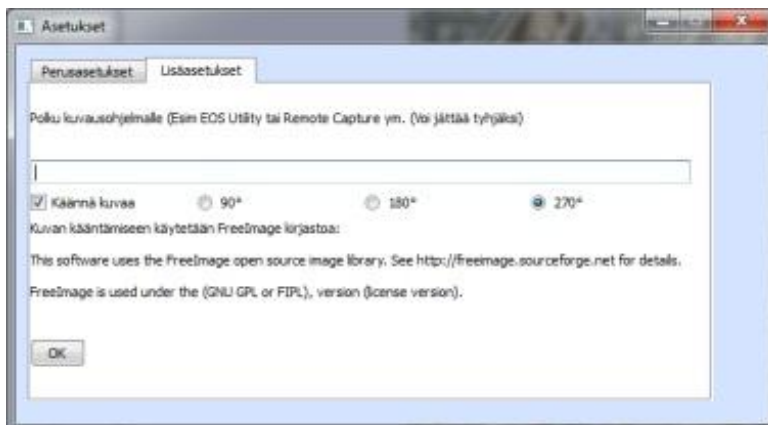 Asetukset
Perusasetukset Lisäasetukset
Polku kuvausohjelmalle (Esim EOS Utility tai Remote Capture ym. (Voi jättää tyhjäksi)
Käännä kuvaa 90° 180° 270°
Kuvan kääntämiseen käytetään FreeImage kirjastoa:
This software uses the FreeImage open source image library. See http://freeimage.sourceforge.net for details.
FreeImage is used under the (GNU GPL or FIPL), version (license version).
OK